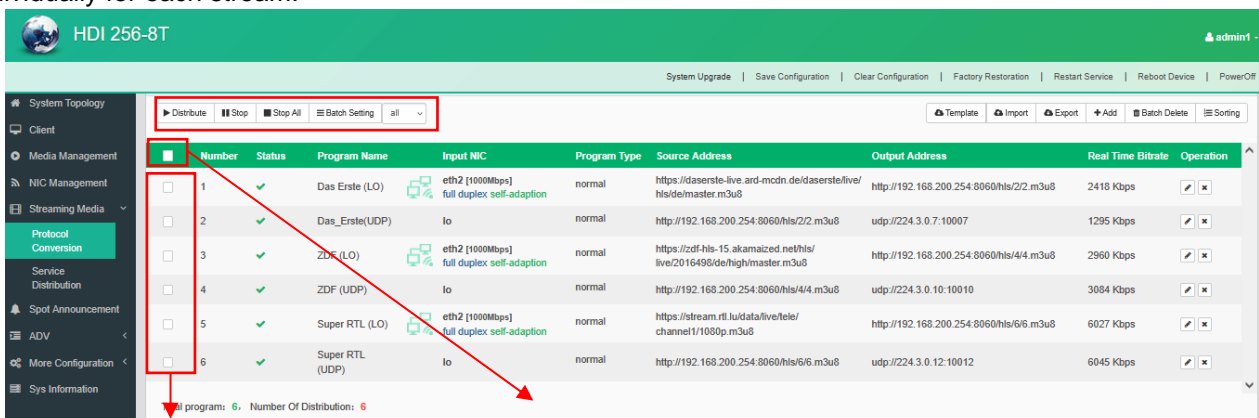 ividually for each stream.
HDI 256-8T
admin1 -
System Upgrade | Save Configuration | Clear Configuration | Factory Restoration | Restart Service | Reboot Device | PowerOff
System Topology
Client
Media Management
NIC Management
Streaming Media
Protocol
Conversion
Service
Distribution
Spot Announcement
ADV
More Configuration
Sys Information
Distribute Stop Stop All Batch Setting all
Template Import Export Add Batch Delete Sorting
Number Status Program Name Input NIC Program Type Source Address Output Address Real Time Bitrate Operation
1 Das Erste (LO) eth2 [1000Mbps] normal https://daserste-live.ard-mcdn.de/daserste/live/ http://192.168.200.254:8060/hls/2/2.m3u8 2418 Kbps
full duplex self-adaption hls/de/master.m3u8
2 Das_Erste(UDP) lo normal http://192.168.200.254:8060/hls/2/2.m3u8 udp://224.3.0.7:10007 1295 Kbps
3 ZDF (LO) eth2 [1000Mbps] normal https://zdf-hls-15.akamaized.net/hls/ http://192.168.200.254:8060/hls/4/4.m3u8 2960 Kbps
full duplex self-adaption live/2016498/de/high/master.m3u8
4 ZDF (UDP) lo normal http://192.168.200.254:8060/hls/4/4.m3u8 udp://224.3.0.10:10010 3084 Kbps
5 Super RTL (LO) eth2 [1000Mbps] normal https://stream.rtl.lu/data/live/tele/ http://192.168.200.254:8060/hls/6/6.m3u8 6027 Kbps
full duplex self-adaption channel1/1080p.m3u8
6 Super RTL lo normal http://192.168.200.254:8060/hls/6/6.m3u8 udp://224.3.0.12:10012 6045 Kbps
(UDP)
program: 6, Number Of Distribution: 6